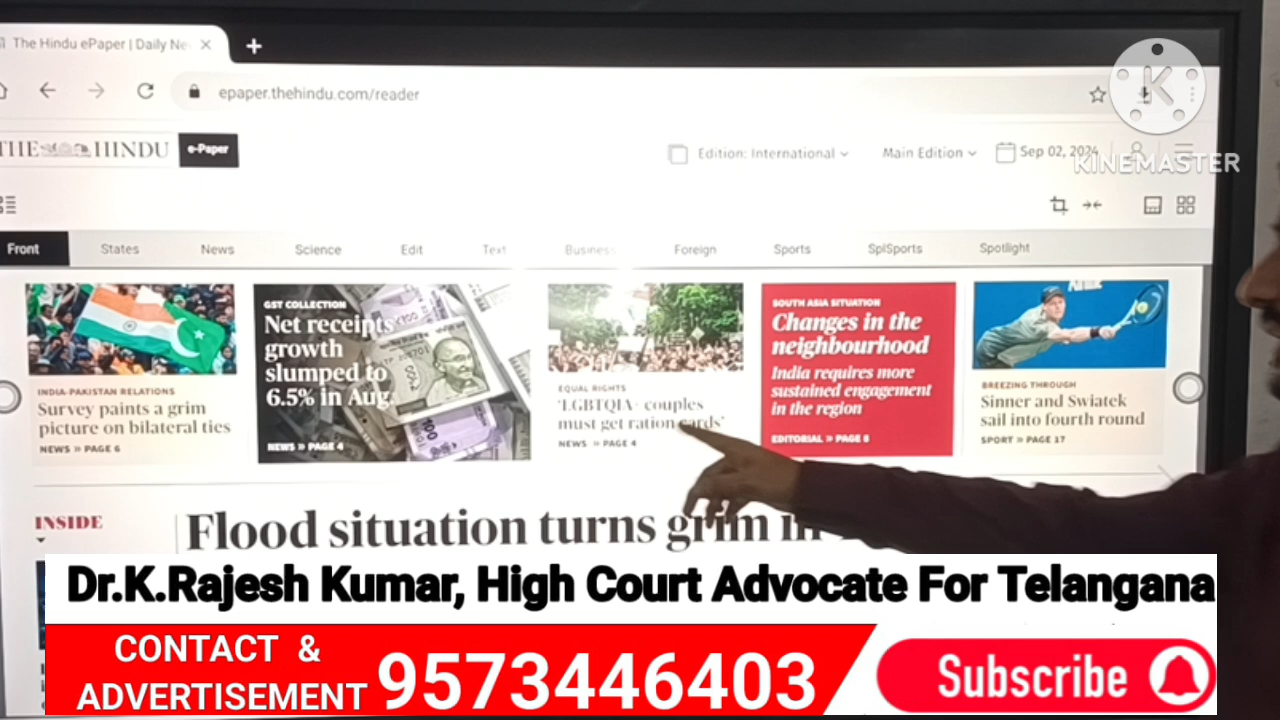 The Hindu ePaper | Daily Ne
epaper.thehindu.com/reader
KINEMASTER
THE HINDU
e-Paper
Edition: International
Main Edition
Sep 02, 2024
Front
States
News
Science
Edit
Text
Business
Foreign
Sports
SplSports
Spotlight
INDIA-PAKISTAN RELATIONS
Survey paints a grim
picture on bilateral ties
NEWS » PAGE 6
GST COLLECTION
Net receipts
growth
slumped to
6.5% in Aug.
NEWS » PAGE 4
EQUAL RIGHTS
‘LGBTQIA+ couples
must get ration cards’
NEWS » PAGE 4
SOUTH ASIA SITUATION
Changes in the
neighbourhood
India requires more
sustained engagement
in the region
EDITORIAL » PAGE 6
BREEZING THROUGH
Sinner and Swiatek
sail into fourth round
SPORT » PAGE 17
INSIDE
Flood situation turns grim in
Dr.K.Rajesh Kumar, High Court Advocate For Telangana
CONTACT &
ADVERTISEMENT
9573446403
Subscribe